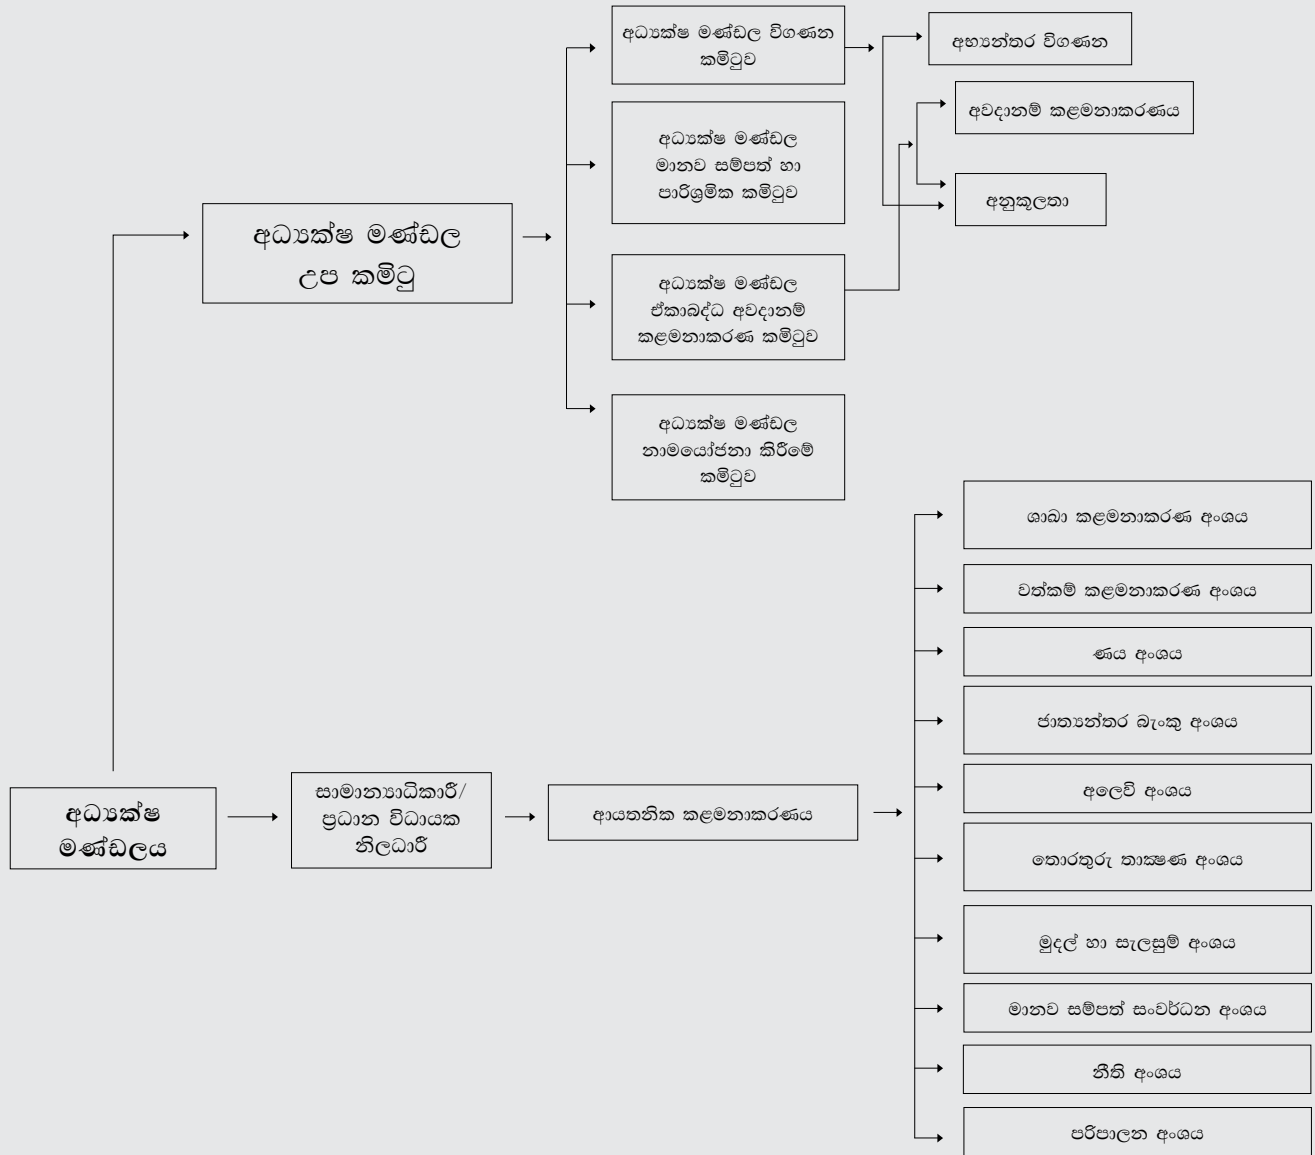 අධ්‍යක්ෂ මණ්ඩල විගණන
කමිටුව
අභ්‍යන්තර විගණන
අවදානම් කළමනාකරණය
අධ්‍යක්ෂ මණ්ඩල
මානව සම්පත් හා
පාරිශ්‍රමික කමිටුව
අනුකූලතා
අධ්‍යක්ෂ මණ්ඩල
උප කමිටු
අධ්‍යක්ෂ මණ්ඩල
ඒකාබද්ධ අවදානම්
කළමනාකරණ කමිටුව
අධ්‍යක්ෂ මණ්ඩල
නාමයෝජනා කිරීමේ
කමිටුව
ශාඛා කළමනාකරණ අංශය
වත්කම් කළමනාකරණ අංශය
ණය අංශය
ජාත්‍යන්තර බැංකු අංශය
අධ්‍යක්ෂ
මණ්ඩලය
සාමාන්‍යාධිකාරී/
ප්‍රධාන විධායක
නිලධාරී
ආයතනික කළමනාකරණය
අලෙවි අංශය
තොරතුරු තාක්‍ෂණ අංශය
මුදල් හා සැලසුම් අංශය
මානව සම්පත් සංවර්ධන අංශය
නීති අංශය
පරිපාලන අංශය